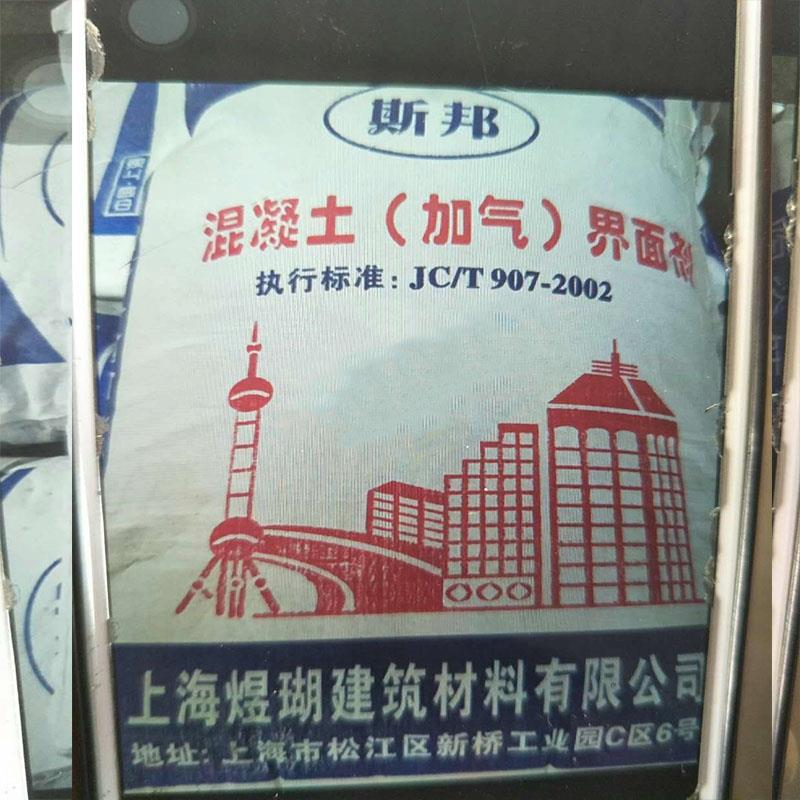 斯邦
混凝土（加气）界面剂
执行标准：JC/T 907-2002
上海煜瑚建筑材料有限公司
地址：上海市松江区新桥工业园C区6号